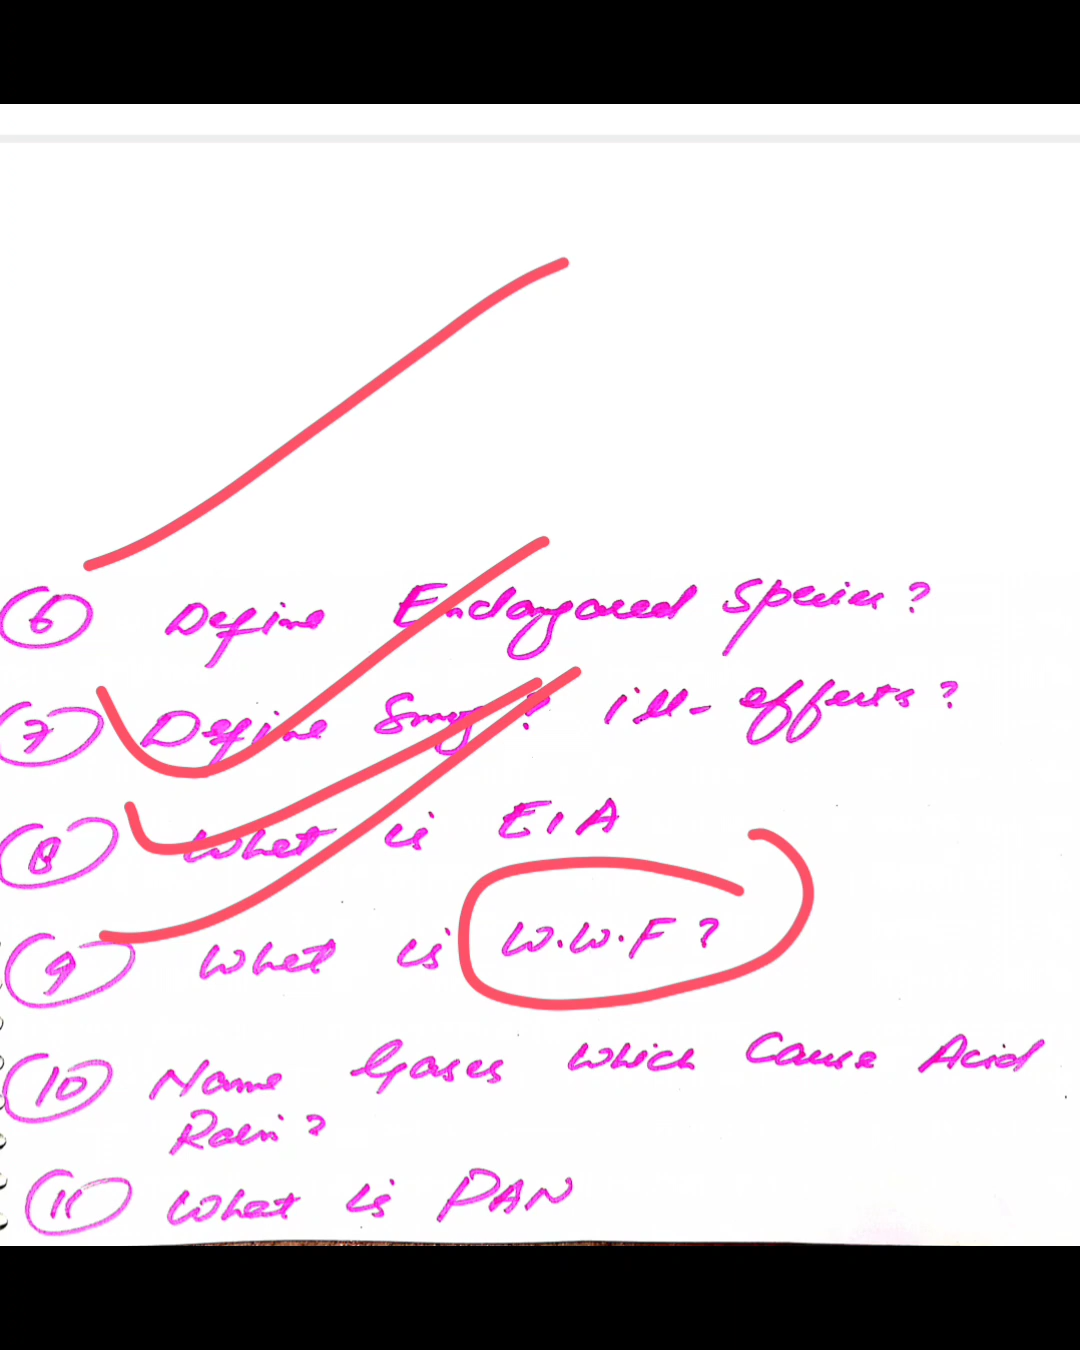 6 Define Endangared Species?
7 Define Smog? ill-effects?
8 What is EIA
9 What is W.W.F?
10 Name Gases which Cause Acid
Rain?
11 What is PAN